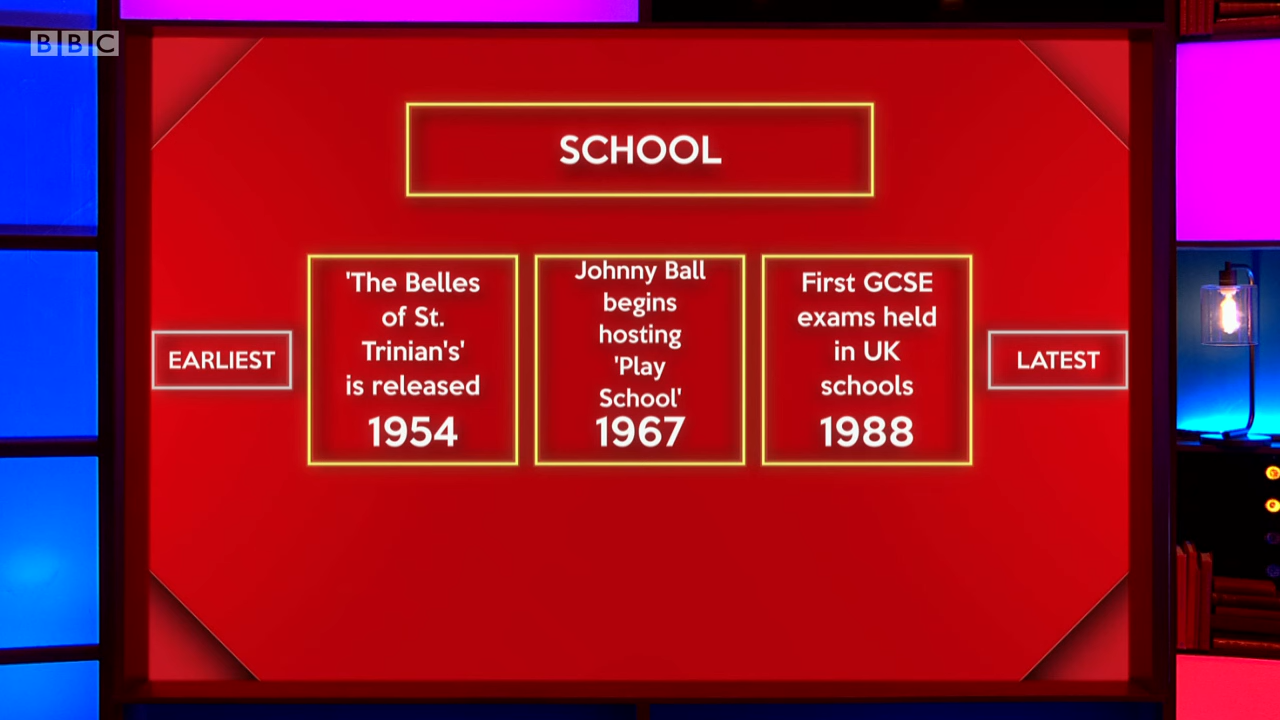 BBC
SCHOOL
EARLIEST
'The Belles
of St.
Trinian's'
is released
1954
Johnny Ball
begins
hosting
'Play
School'
1967
First GCSE
exams held
in UK
schools
1988
LATEST